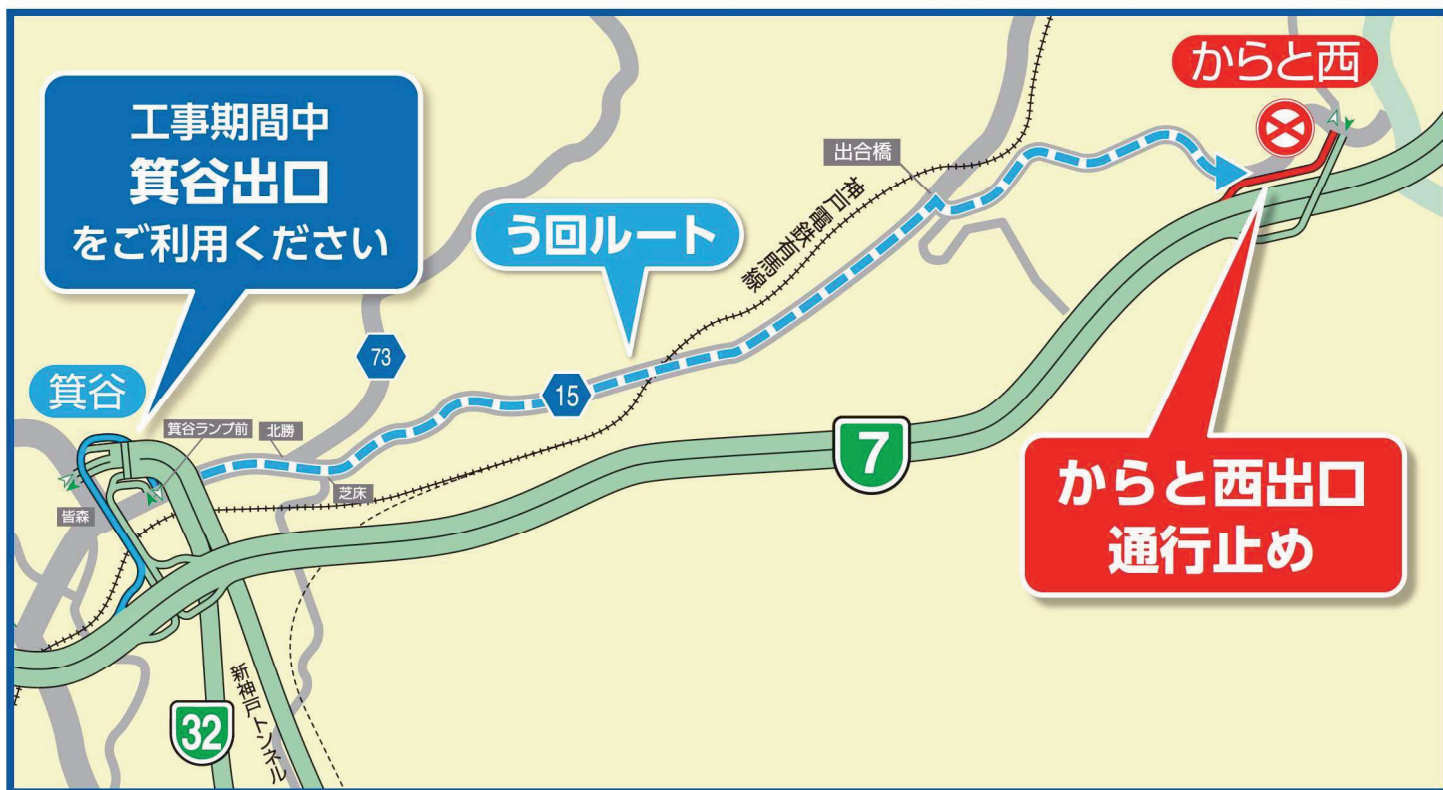 工事期間中
箕谷出口
をご利用ください
からと西
出合橋
神戸電鉄有馬線
う回ルート
73
15
箕谷
箕谷ランプ前
北勝
芝床
皆森
7
からと西出口
通行止め
32
新神戸トンネル